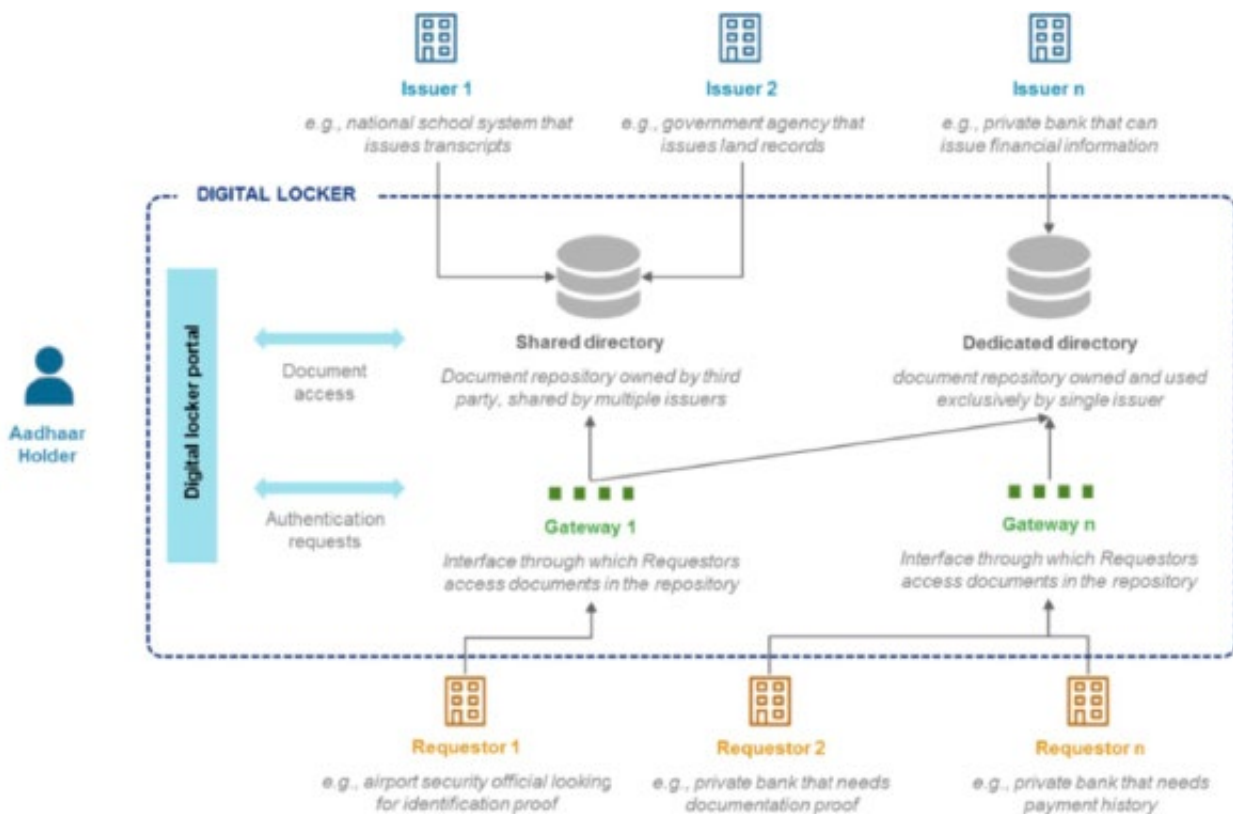 Issuer 1
e.g., national school system that
issues transcripts
Issuer 2
e.g., government agency that
issues land records
Issuer n
e.g., private bank that can
issue financial information
DIGITAL LOCKER
Aadhaar
Holder
Digital locker portal
Document
access
Authentication
requests
Shared directory
Document repository owned by third
party, shared by multiple issuers
Dedicated directory
document repository owned and used
exclusively by single issuer
Gateway 1
Interface through which Requestors
access documents in the repository
Gateway n
Interface through which Requestors
access documents in the repository
Requestor 1
e.g., airport security official looking
for identification proof
Requestor 2
e.g., private bank that needs
documentation proof
Requestor n
e.g., private bank that needs
payment history